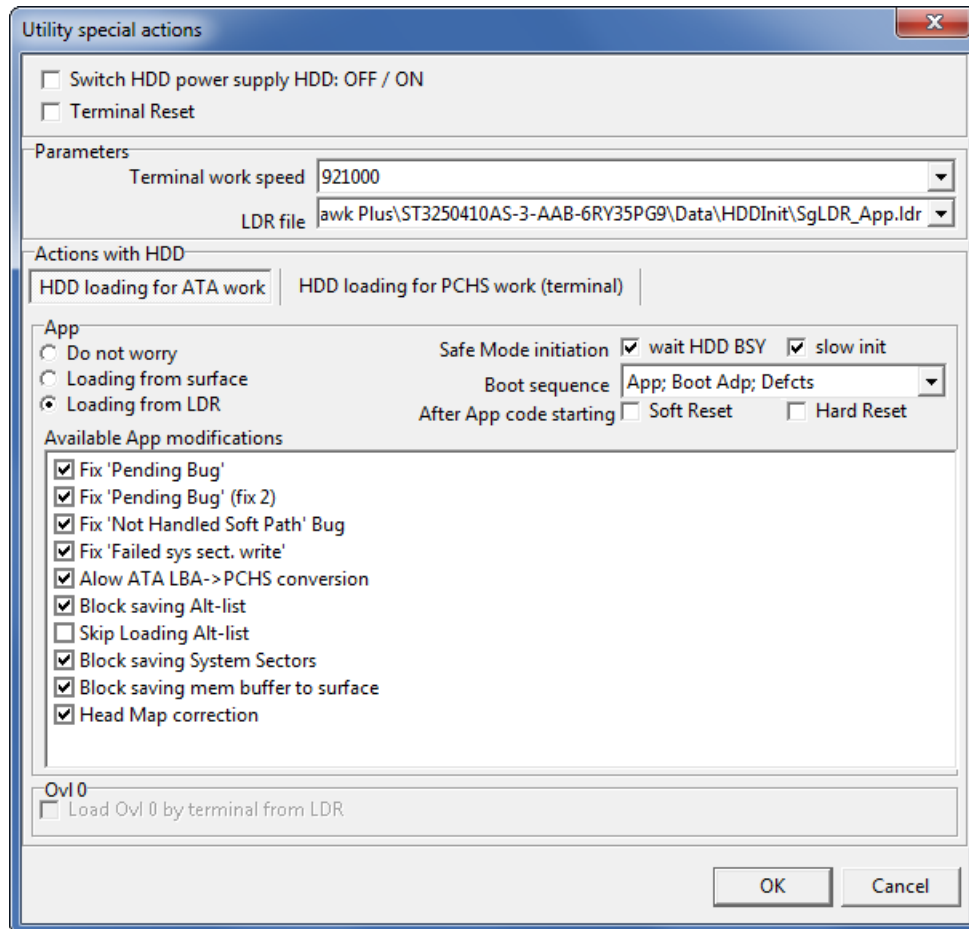 Utility special actions
Switch HDD power supply HDD: OFF / ON
Terminal Reset
Parameters
Terminal work speed 921000
LDR file awk Plus\ST3250410AS-3-AAB-6RY35PG9\Data\HDDInit\SgLDR_App.ldr
Actions with HDD
HDD loading for ATA work HDD loading for PCHS work (terminal)
App
Do not worry
Safe Mode initiation wait HDD BSY slow init
Loading from surface
Boot sequence App; Boot Adp; Defcts
Loading from LDR
After App code starting Soft Reset Hard Reset
Available App modifications
Fix 'Pending Bug'
Fix 'Pending Bug' (fix 2)
Fix 'Not Handled Soft Path' Bug
Fix 'Failed sys sect. write'
Alow ATA LBA->PCHS conversion
Block saving Alt-list
Skip Loading Alt-list
Block saving System Sectors
Block saving mem buffer to surface
Head Map correction
Ovl 0
Load Ovl 0 by terminal from LDR
OK Cancel